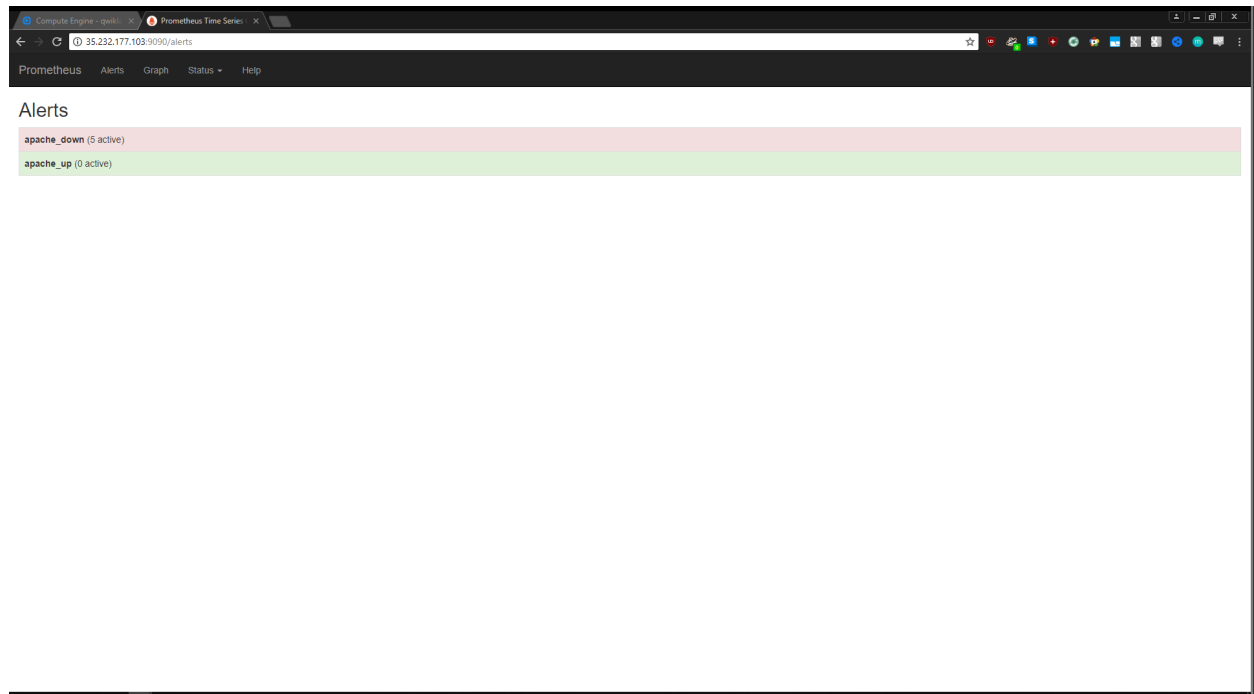 Compute Engine - qwikl
Prometheus Time Series
35.232.177.103:9090/alerts
Prometheus Alerts Graph Status Help
Alerts
apache_down (5 active)
apache_up (0 active)